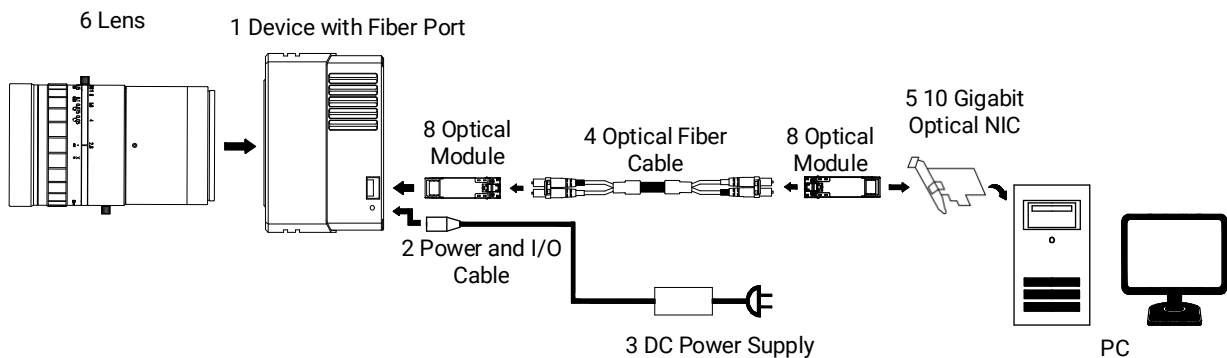 6 Lens
1 Device with Fiber Port
8 Optical
Module
4 Optical Fiber
Cable
8 Optical
Module
5 10 Gigabit
Optical NIC
2 Power and I/O
Cable
3 DC Power Supply
PC